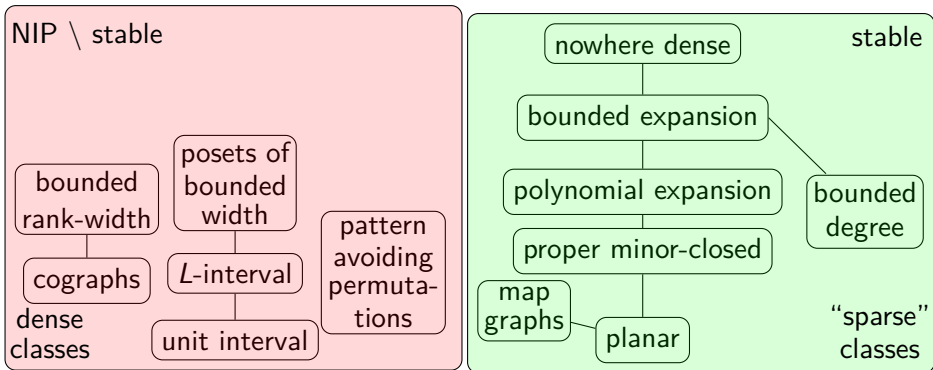 NIP \ stable
posets of
bounded
width
bounded
rank-width
pattern
avoiding
permuta-
tions
L-interval
cographs
dense
classes
unit interval
nowhere dense
stable
bounded expansion
polynomial expansion
bounded
degree
proper minor-closed
map
graphs
planar
“sparse”
classes